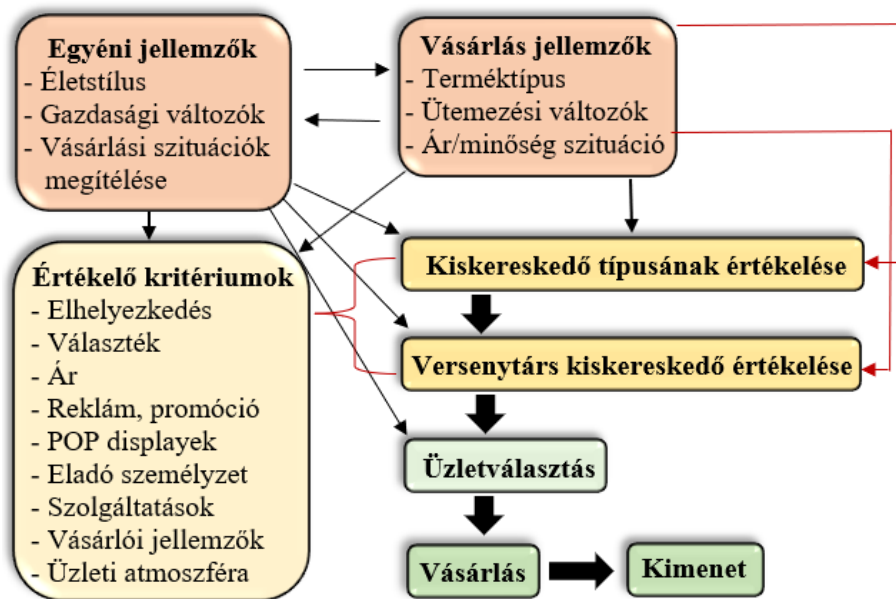 Egyéni jellemzők
- Életstílus
- Gazdasági változók
- Vásárlási szituációk
megítélése
Vásárlás jellemzők
- Terméktípus
- Ütemezési változók
- Ár/minőség szituáció
Értékelő kritériumok
- Elhelyezkedés
- Választék
- Ár
- Reklám, promóció
- POP displayek
- Eladó személyzet
- Szolgáltatások
- Vásárlói jellemzők
- Üzleti atmoszféra
Kiskereskedő típusának értékelése
Versenytárs kiskereskedő értékelése
Üzletválasztás
Vásárlás
Kimenet